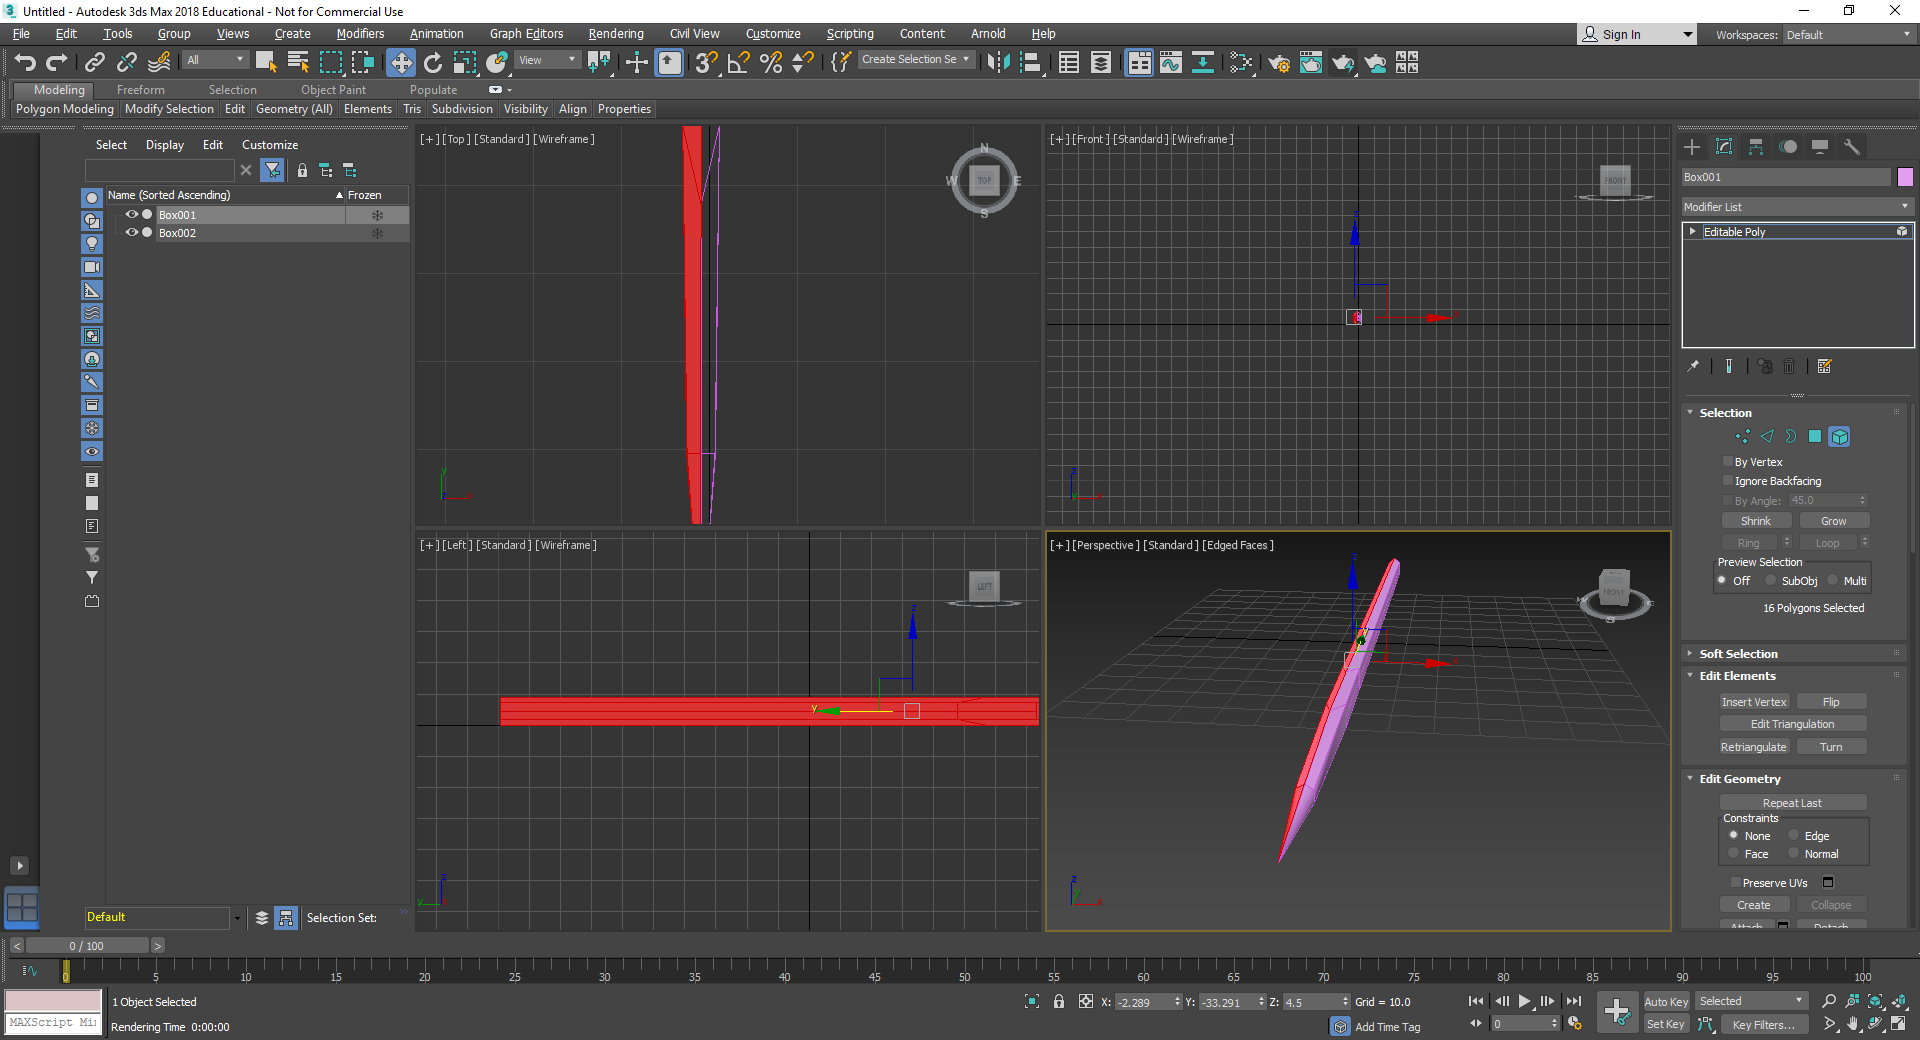 Untitled - Autodesk 3ds Max 2018 Educational - Not for Commercial Use
File Edit Tools Group Views Create Modifiers Animation Graph Editors Rendering Civil View Customize Scripting Content Arnold Help
Sign In
Workspaces: Default
All
View
Create Selection Se
Modeling Freeform Selection Object Paint Populate
Polygon Modeling Modify Selection Edit Geometry (All) Elements Tris Subdivision Visibility Align Properties
Select Display Edit Customize
Name (Sorted Ascending) Frozen
Box001
Box002
Default
Selection Set:
[+] [Top] [Standard] [Wireframe]
N
W TOP E
S
[+] [Front] [Standard] [Wireframe]
FRONT
[+] [Left] [Standard] [Wireframe]
LEFT
[+] [Perspective] [Standard] [Edged Faces]
FRONT
S
Box001
Modifier List
Editable Poly
Selection
By Vertex
Ignore Backfacing
By Angle: 45.0
Shrink Grow
Ring Loop
Preview Selection
Off SubObj Multi
16 Polygons Selected
Soft Selection
Edit Elements
Insert Vertex Flip
Edit Triangulation
Retriangulate Turn
Edit Geometry
Repeat Last
Constraints
None Edge
Face Normal
Preserve UVs
Create Collapse
Attach Detach
< 0 / 100 >
0 5 10 15 20 25 30 35 40 45 50 55 60 65 70 75 80 85 90 95 100
1 Object Selected
MAXScript Mi
Rendering Time 0:00:00
X: -2.289 Y: -33.291 Z: 4.5 Grid = 10.0
Add Time Tag
0
Auto Key Selected
Set Key Key Filters...